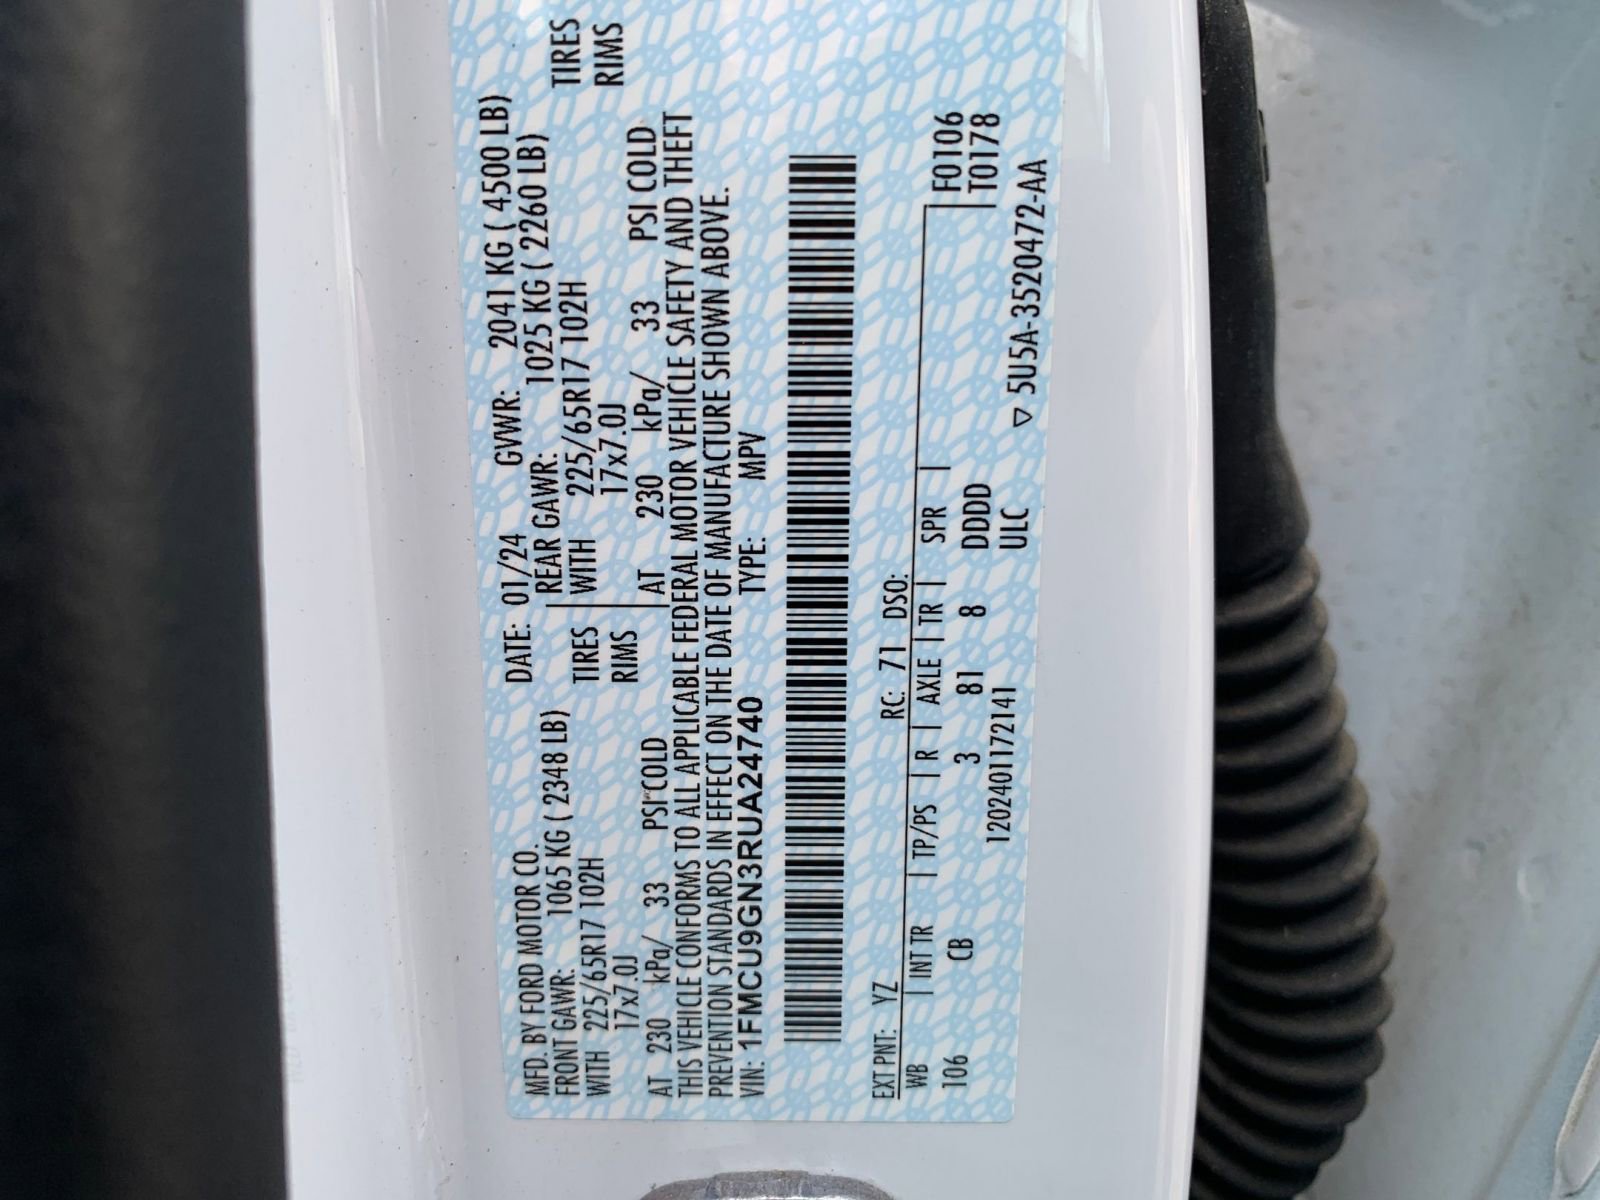 MFD. BY FORD MOTOR CO. DATE: 01/24 GVWR: 2041 KG ( 4500 LB)
FRONT GAWR: 1065 KG ( 2348 LB) REAR GAWR: 1025 KG ( 2260 LB)
WITH 225/65R17 102H TIRES WITH 225/65R17 102H TIRES
17x7.0J RIMS 17x7.0J RIMS
AT 230 kPa/ 33 PSI COLD AT 230 kPa/ 33 PSI COLD
THIS VEHICLE CONFORMS TO ALL APPLICABLE FEDERAL MOTOR VEHICLE SAFETY AND THEFT
PREVENTION STANDARDS IN EFFECT ON THE DATE OF MANUFACTURE SHOWN ABOVE.
VIN: 1FMCU9GN3RUA24740 TYPE: MPV
EXT PNT: YZ RC: 71 DSO:
WB INT TR TP/PS R AXLE TR SPR F0106
106 CB 3 81 8 DDDD T0178
1202401172141 ULC ▽ 5U5A-3520472-AA